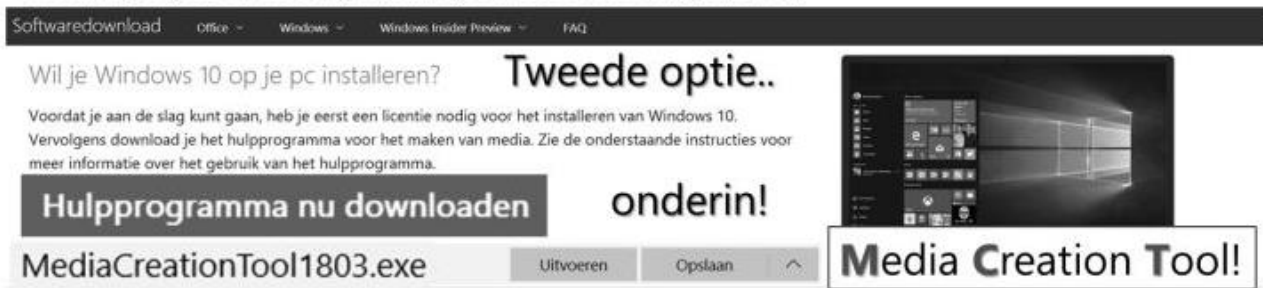 Softwaredownload Office Windows Windows Insider Preview FAQ
Wil je Windows 10 op je pc installeren? Tweede optie..
Voordat je aan de slag kunt gaan, heb je eerst een licentie nodig voor het installeren van Windows 10.
Vervolgens download je het hulpprogramma voor het maken van media. Zie de onderstaande instructies voor
meer informatie over het gebruik van het hulpprogramma.
Hulpprogramma nu downloaden onderin!
MediaCreationTool1803.exe Uitvoeren Opslaan Media Creation Tool!